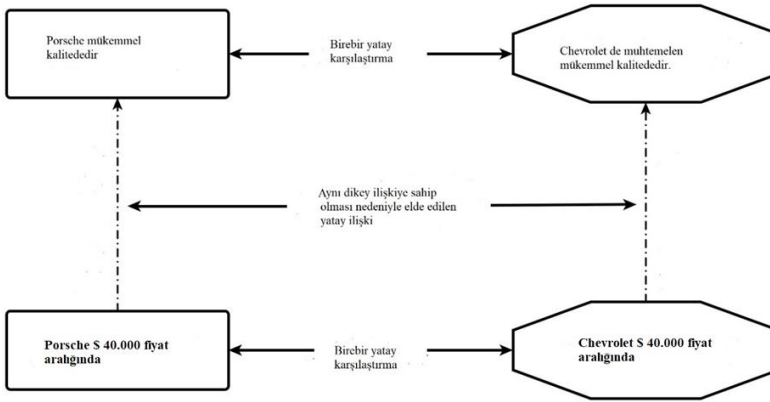 Porsche mükemmel
kalitededir
Birebir yatay
karşılaştırma
Chevrolet de muhtemelen
mükemmel kalitededir.
Aynı dikey ilişkiye sahip
olması nedeniyle elde edilen
yatay ilişki
Porsche $ 40.000 fiyat
aralığında
Birebir yatay
karşılaştırma
Chevrolet $ 40.000 fiyat
aralığında